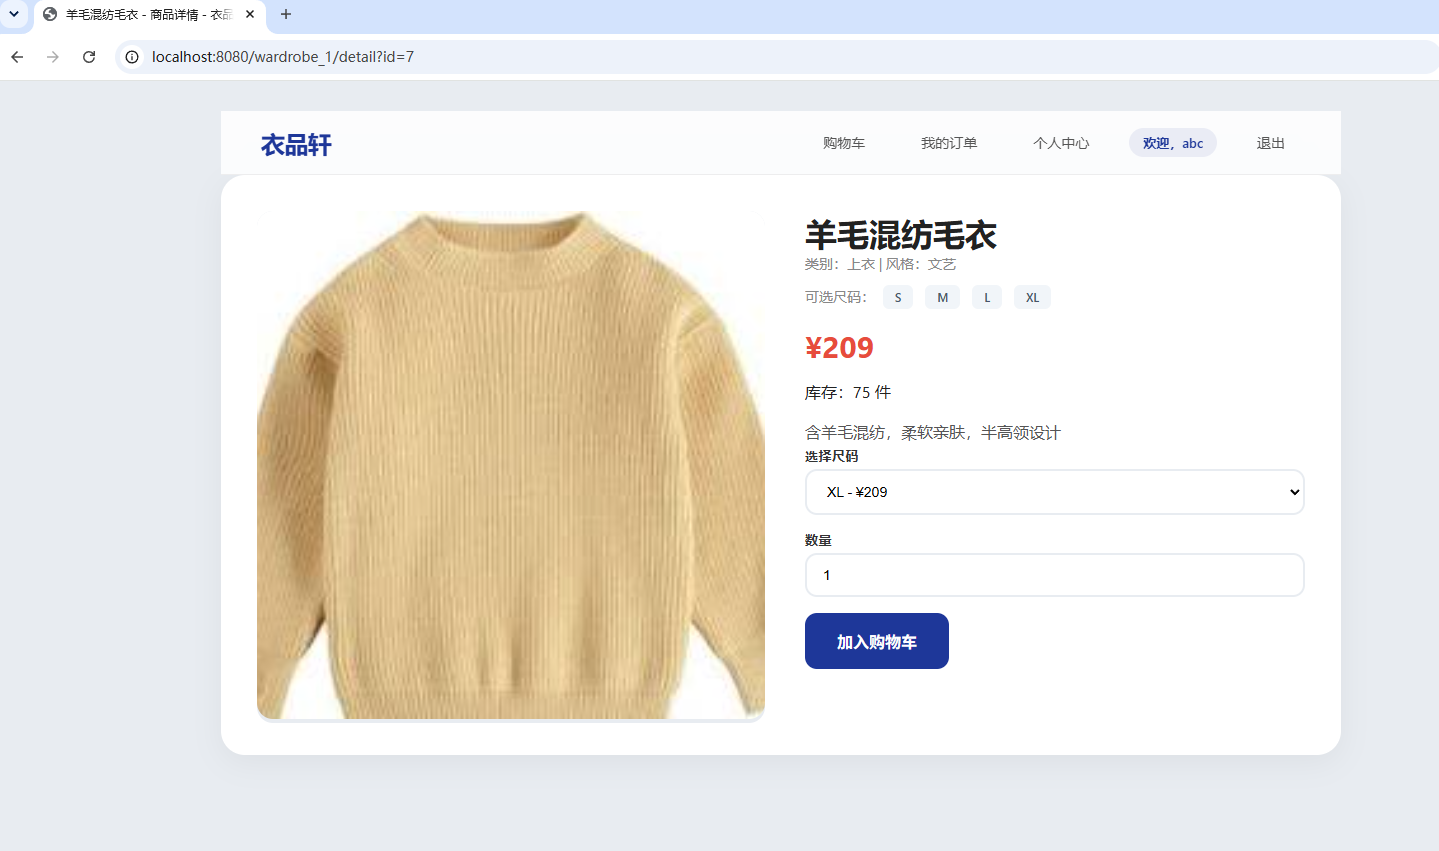 羊毛混纺毛衣 - 商品详情 - 衣品
localhost:8080/wardrobe_1/detail?id=7
衣品轩
购物车
我的订单
个人中心
欢迎，abc
退出
羊毛混纺毛衣
类别：上衣 | 风格：文艺
可选尺码： S M L XL
¥209
库存：75 件
含羊毛混纺，柔软亲肤，半高领设计
选择尺码
XL - ¥209
数量
1
加入购物车